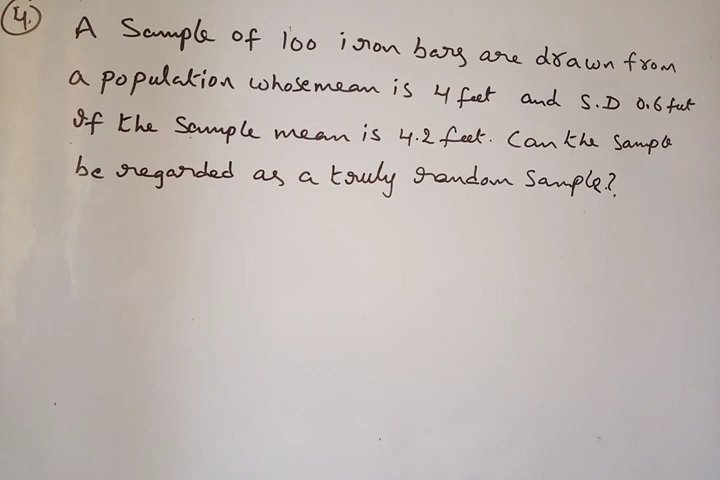 4.
A Sample of 100 iron bars are drawn from
a population whose mean is 4 feet and S.D 0.6 feet
If the Sample mean is 4.2 feet. Can the Sample
be regarded as a truly random Sample?